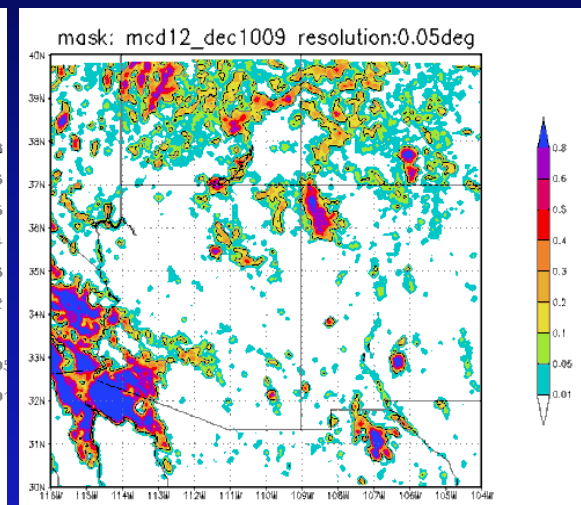 mask: mcd12_dec1009 resolution:0.05deg
40N
39N
38N
37N
36N
35N
34N
33N
32N
31N
30N
116W 115W 114W 113W 112W 111W 110W 109W 108W 107W 106W 105W 104W
0.8
0.6
0.5
0.4
0.3
0.2
0.1
0.05
0.01